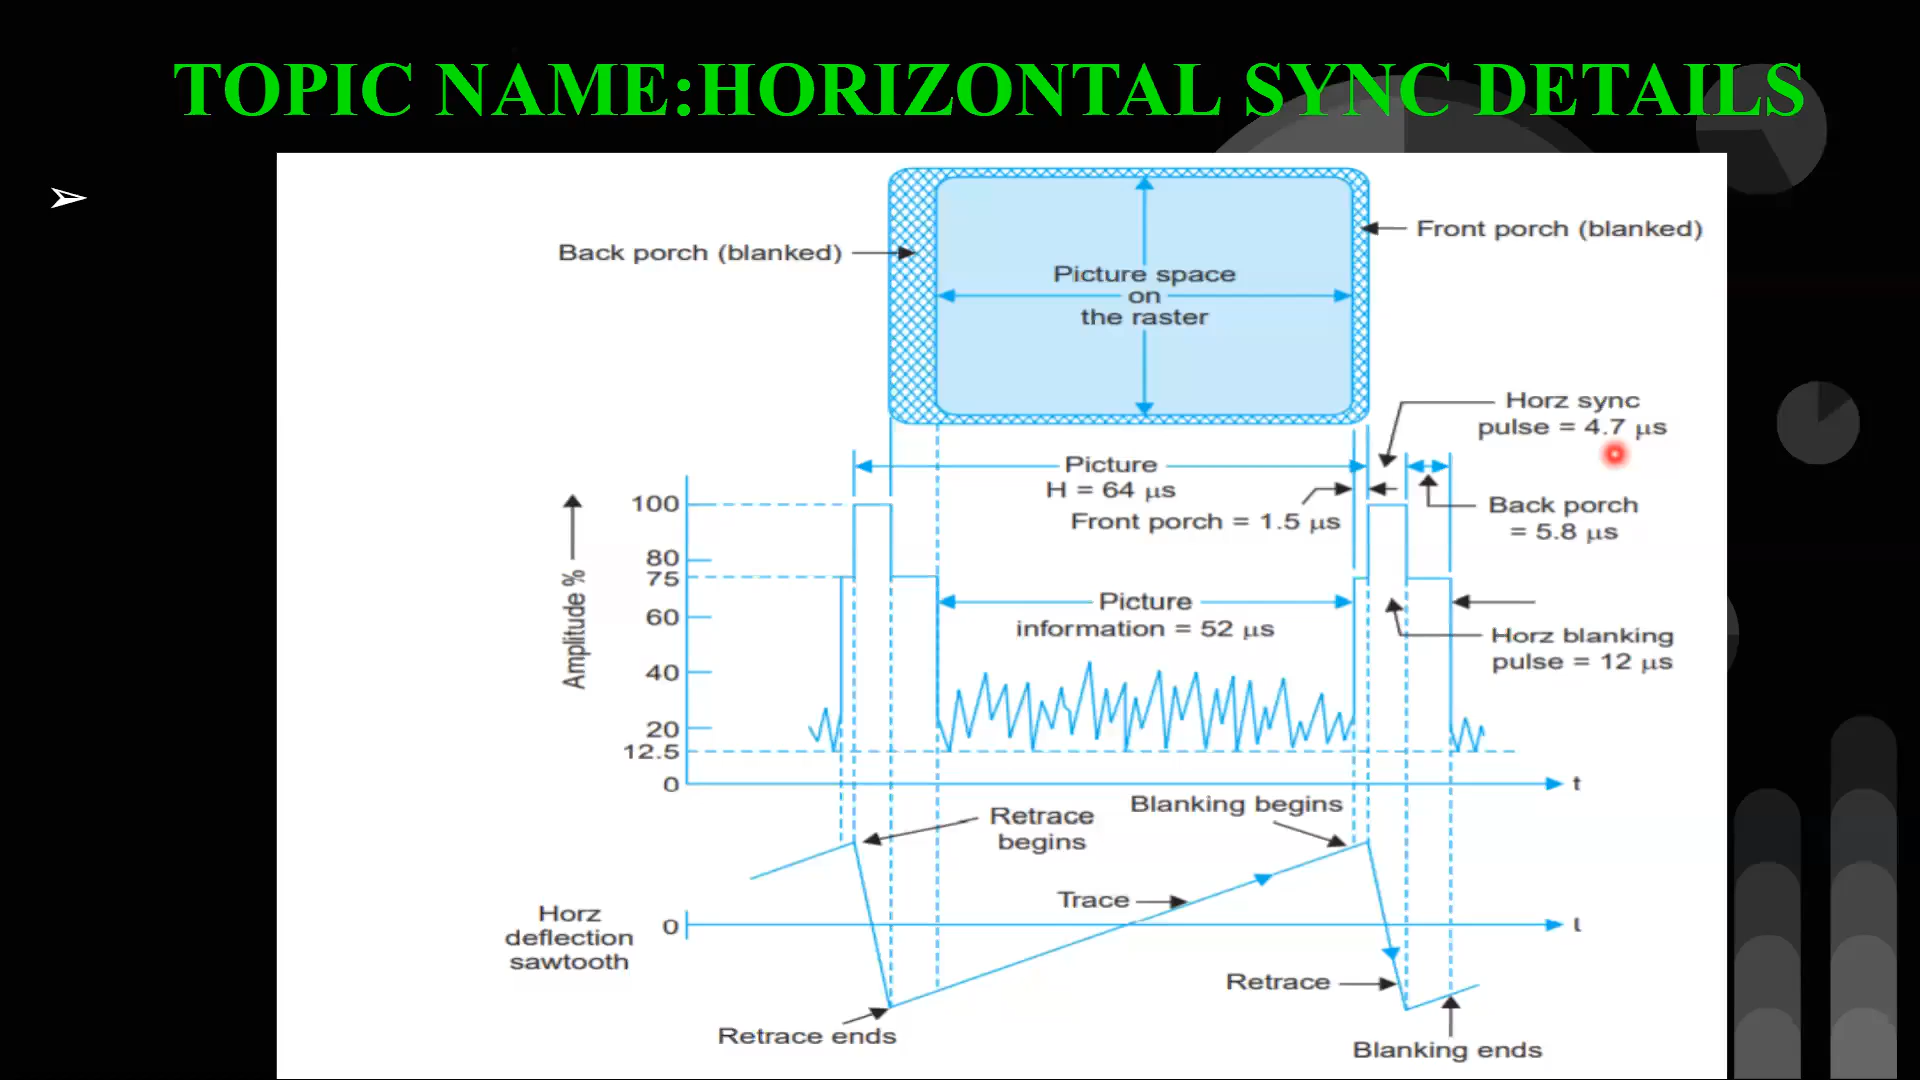 TOPIC NAME:HORIZONTAL SYNC DETAILS
Back porch (blanked)
Front porch (blanked)
Picture space
on
the raster
Horz sync
pulse = 4.7 μs
Picture
H = 64 μs
Front porch = 1.5 μs
Back porch
= 5.8 μs
Amplitude %
100
80
75
60
40
20
12.5
0
Picture
information = 52 μs
Horz blanking
pulse = 12 μs
t
Retrace
begins
Blanking begins
Trace
Horz
deflection
sawtooth
0
t
Retrace
Retrace ends
Blanking ends